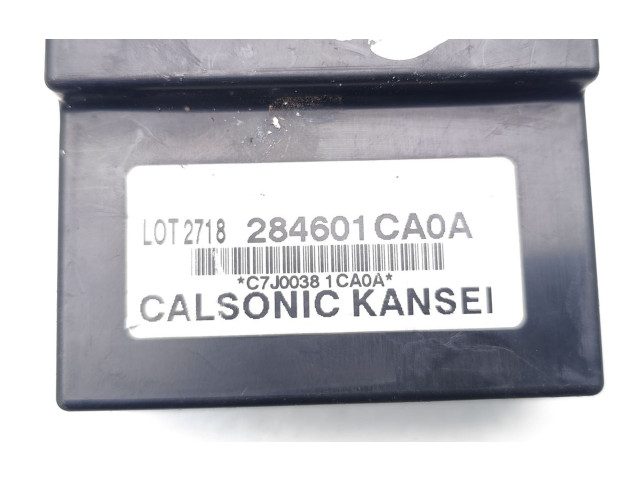 LOT 2718 284601CA0A
*C7J0038 1CA0A*
CALSONIC KANSEI